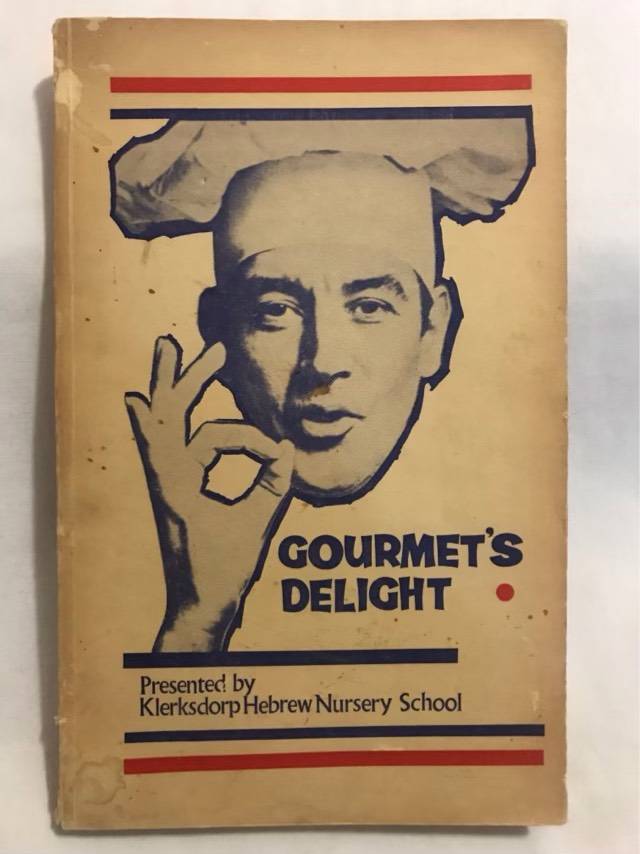 GOURMET'S
DELIGHT
Presented by
Klerksdorp Hebrew Nursery School